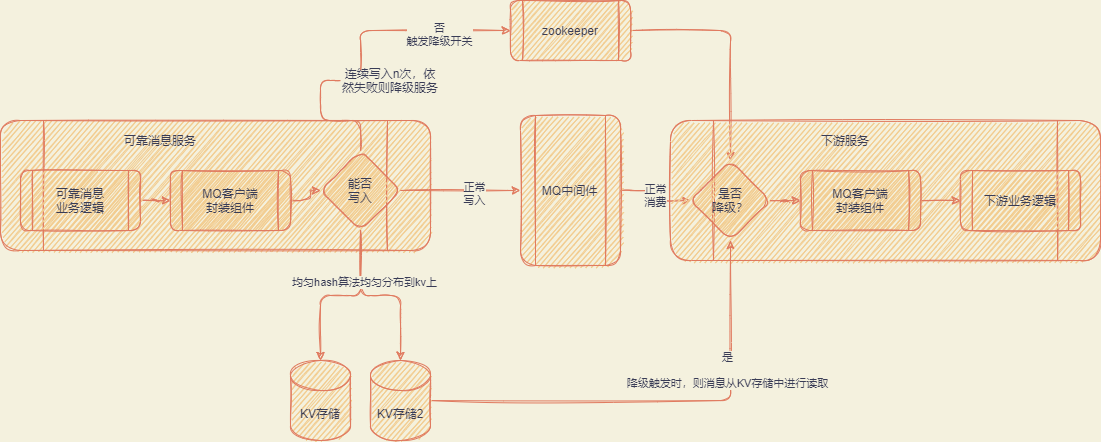 否
触发降级开关
zookeeper
连续写入n次，依
然失败则降级服务
可靠消息服务
下游服务
可靠消息
业务逻辑
MQ客户端
封装组件
能否
写入
正常
写入
MQ中间件
正常
消费
是否
降级？
MQ客户端
封装组件
下游业务逻辑
均匀hash算法均匀分布到kv上
是
降级触发时，则消息从KV存储中进行读取
KV存储
KV存储2